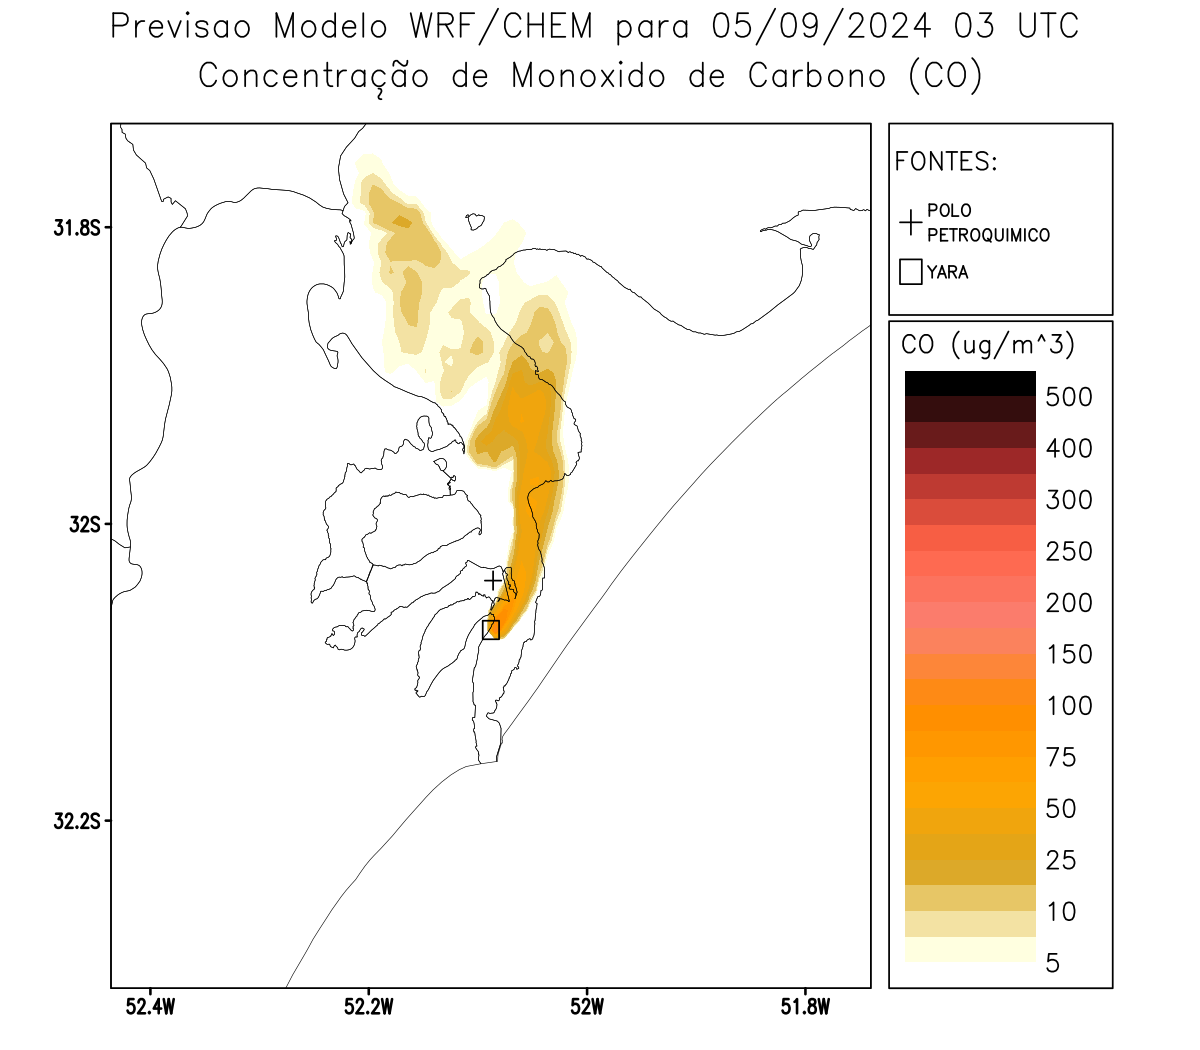 Previsao Modelo WRF/CHEM para 05/09/2024 03 UTC
Concentração de Monoxido de Carbono (CO)
FONTES:
POLO
PETROQUIMICO
YARA
CO (ug/m^3)
500
400
300
250
200
150
100
75
50
25
10
5
31.8S
32S
32.2S
52.4W
52.2W
52W
51.8W